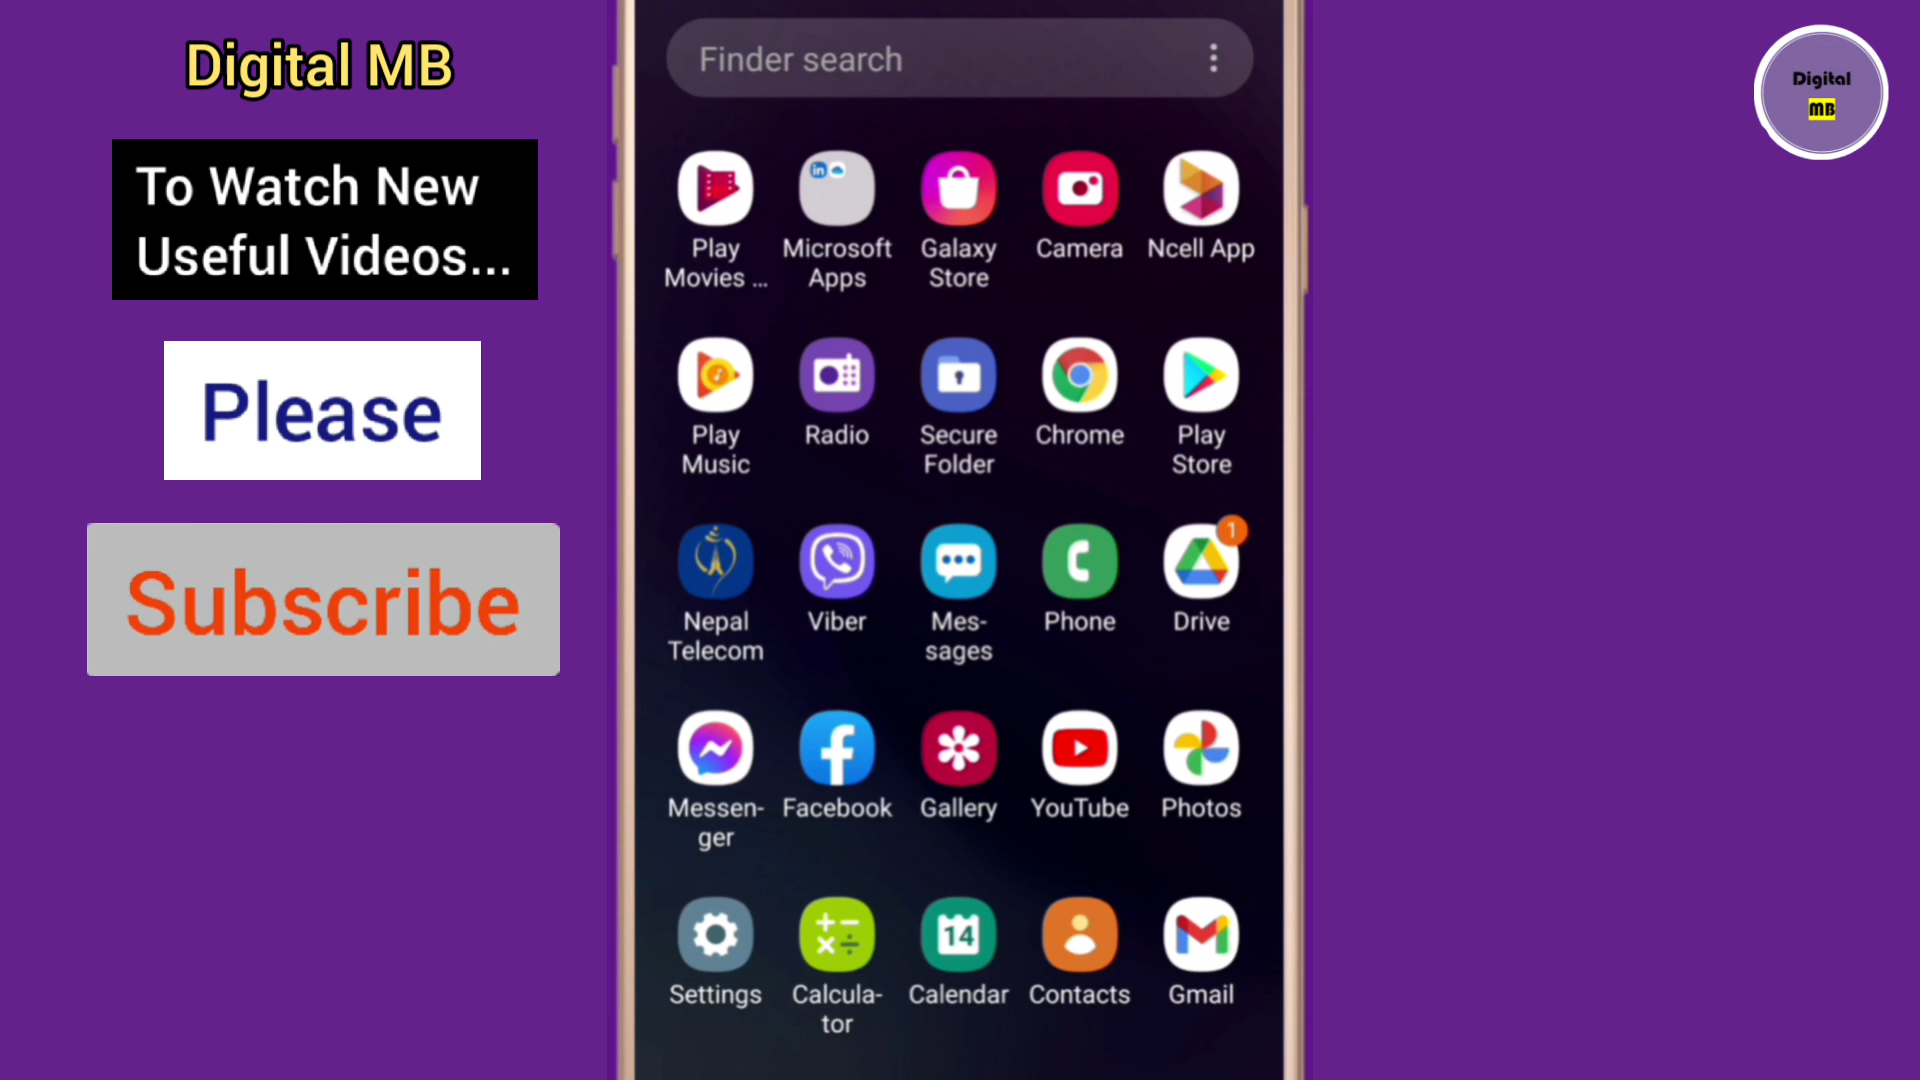 Digital MB
To Watch New
Useful Videos...
Please
Subscribe
Finder search
Play
Movies ...
Microsoft
Apps
in
Galaxy
Store
Camera
Ncell App
Play
Music
Radio
Secure
Folder
Chrome
Play
Store
Nepal
Telecom
Viber
Mes-
sages
Phone
1
Drive
Messen-
ger
Facebook
Gallery
YouTube
Photos
Settings
Calcula-
tor
14
Calendar
Contacts
Gmail
Digital
MB